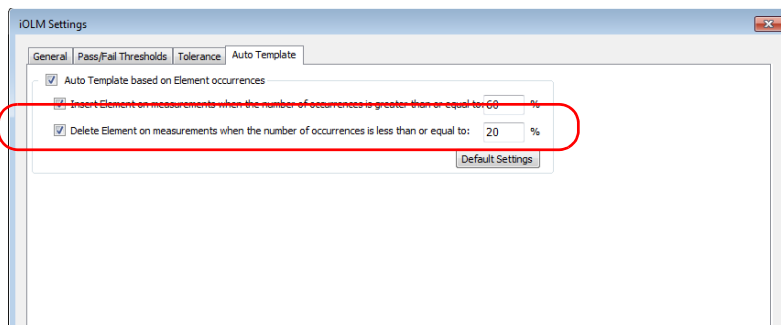 iOLM Settings
General Pass/Fail Thresholds Tolerance Auto Template
Auto Template based on Element occurrences
Insert Element on measurements when the number of occurrences is greater than or equal to: 60 %
Delete Element on measurements when the number of occurrences is less than or equal to: 20 %
Default Settings